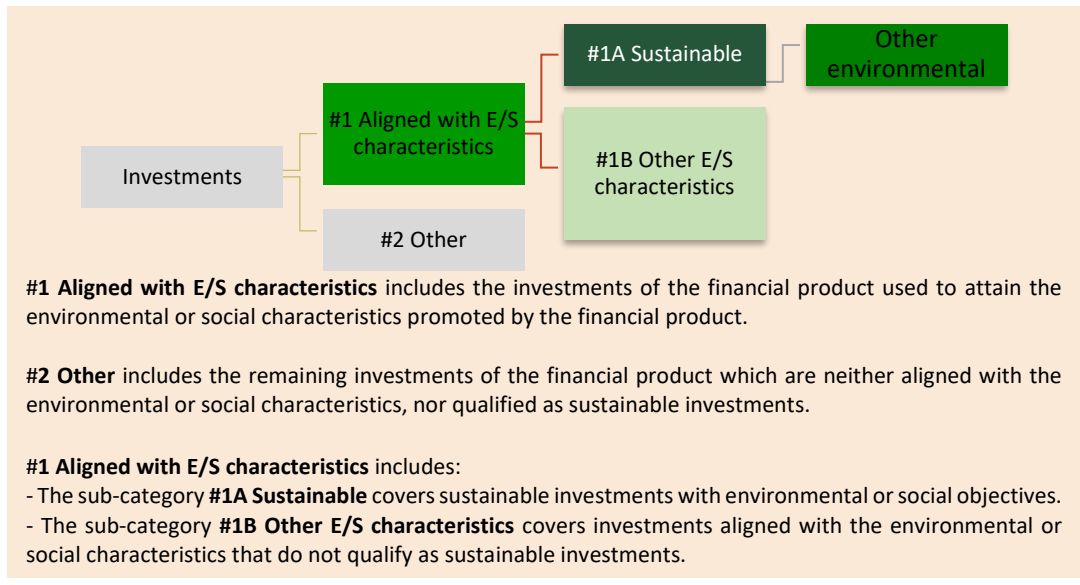 #1A Sustainable
Other
environmental
#1 Aligned with E/S
characteristics
#1B Other E/S
characteristics
Investments
#2 Other
#1 Aligned with E/S characteristics includes the investments of the financial product used to attain the
environmental or social characteristics promoted by the financial product.
#2 Other includes the remaining investments of the financial product which are neither aligned with the
environmental or social characteristics, nor qualified as sustainable investments.
#1 Aligned with E/S characteristics includes:
- The sub-category #1A Sustainable covers sustainable investments with environmental or social objectives.
- The sub-category #1B Other E/S characteristics covers investments aligned with the environmental or
social characteristics that do not qualify as sustainable investments.